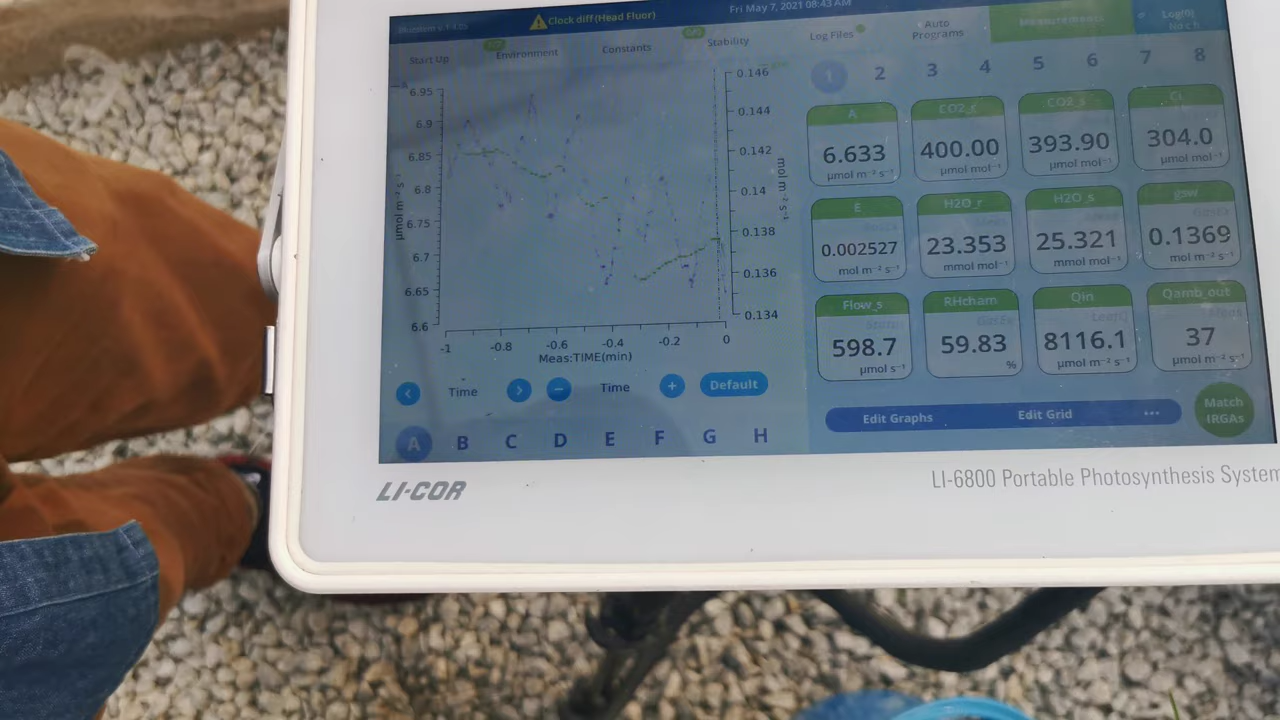 Clock diff (Head Fluor)
Fri May 7, 2021 08:43 AM
Start Up
Environment
Constants
Stability
Log Files
Auto
Programs
Measurements
Log[0]
1 2 3 4 5 6 7 8
6.95
6.9
6.85
6.8
6.75
6.7
6.65
6.6
μmol m⁻² s⁻¹
0.146
0.144
0.142
0.14
0.138
0.136
0.134
mol m⁻² s⁻¹
-1 -0.8 -0.6 -0.4 -0.2 0
Meas:TIME(min)
Time
Time
Default
A B C D E F G H
A
6.633
μmol m⁻² s⁻¹
CO2_r
400.00
μmol mol⁻¹
CO2_s
393.90
μmol mol⁻¹
Ci
304.0
μmol mol⁻¹
E
0.002527
mol m⁻² s⁻¹
H2O_r
23.353
mmol mol⁻¹
H2O_s
25.321
mmol mol⁻¹
gsw
0.1369
mol m⁻² s⁻¹
Flow_s
598.7
μmol s⁻¹
RHcham
59.83
%
Qin
8116.1
μmol m⁻² s⁻¹
Qamb_out
37
μmol m⁻² s⁻¹
Edit Graphs
Edit Grid
...
Match
IRGAs
LI-COR
LI-6800 Portable Photosynthesis System